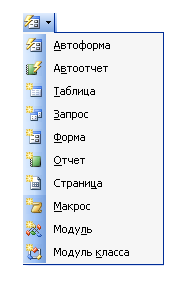 Автоформа
Автоотчет
Таблица
Запрос
Форма
Отчет
Страница
Макрос
Модуль
Модуль класса